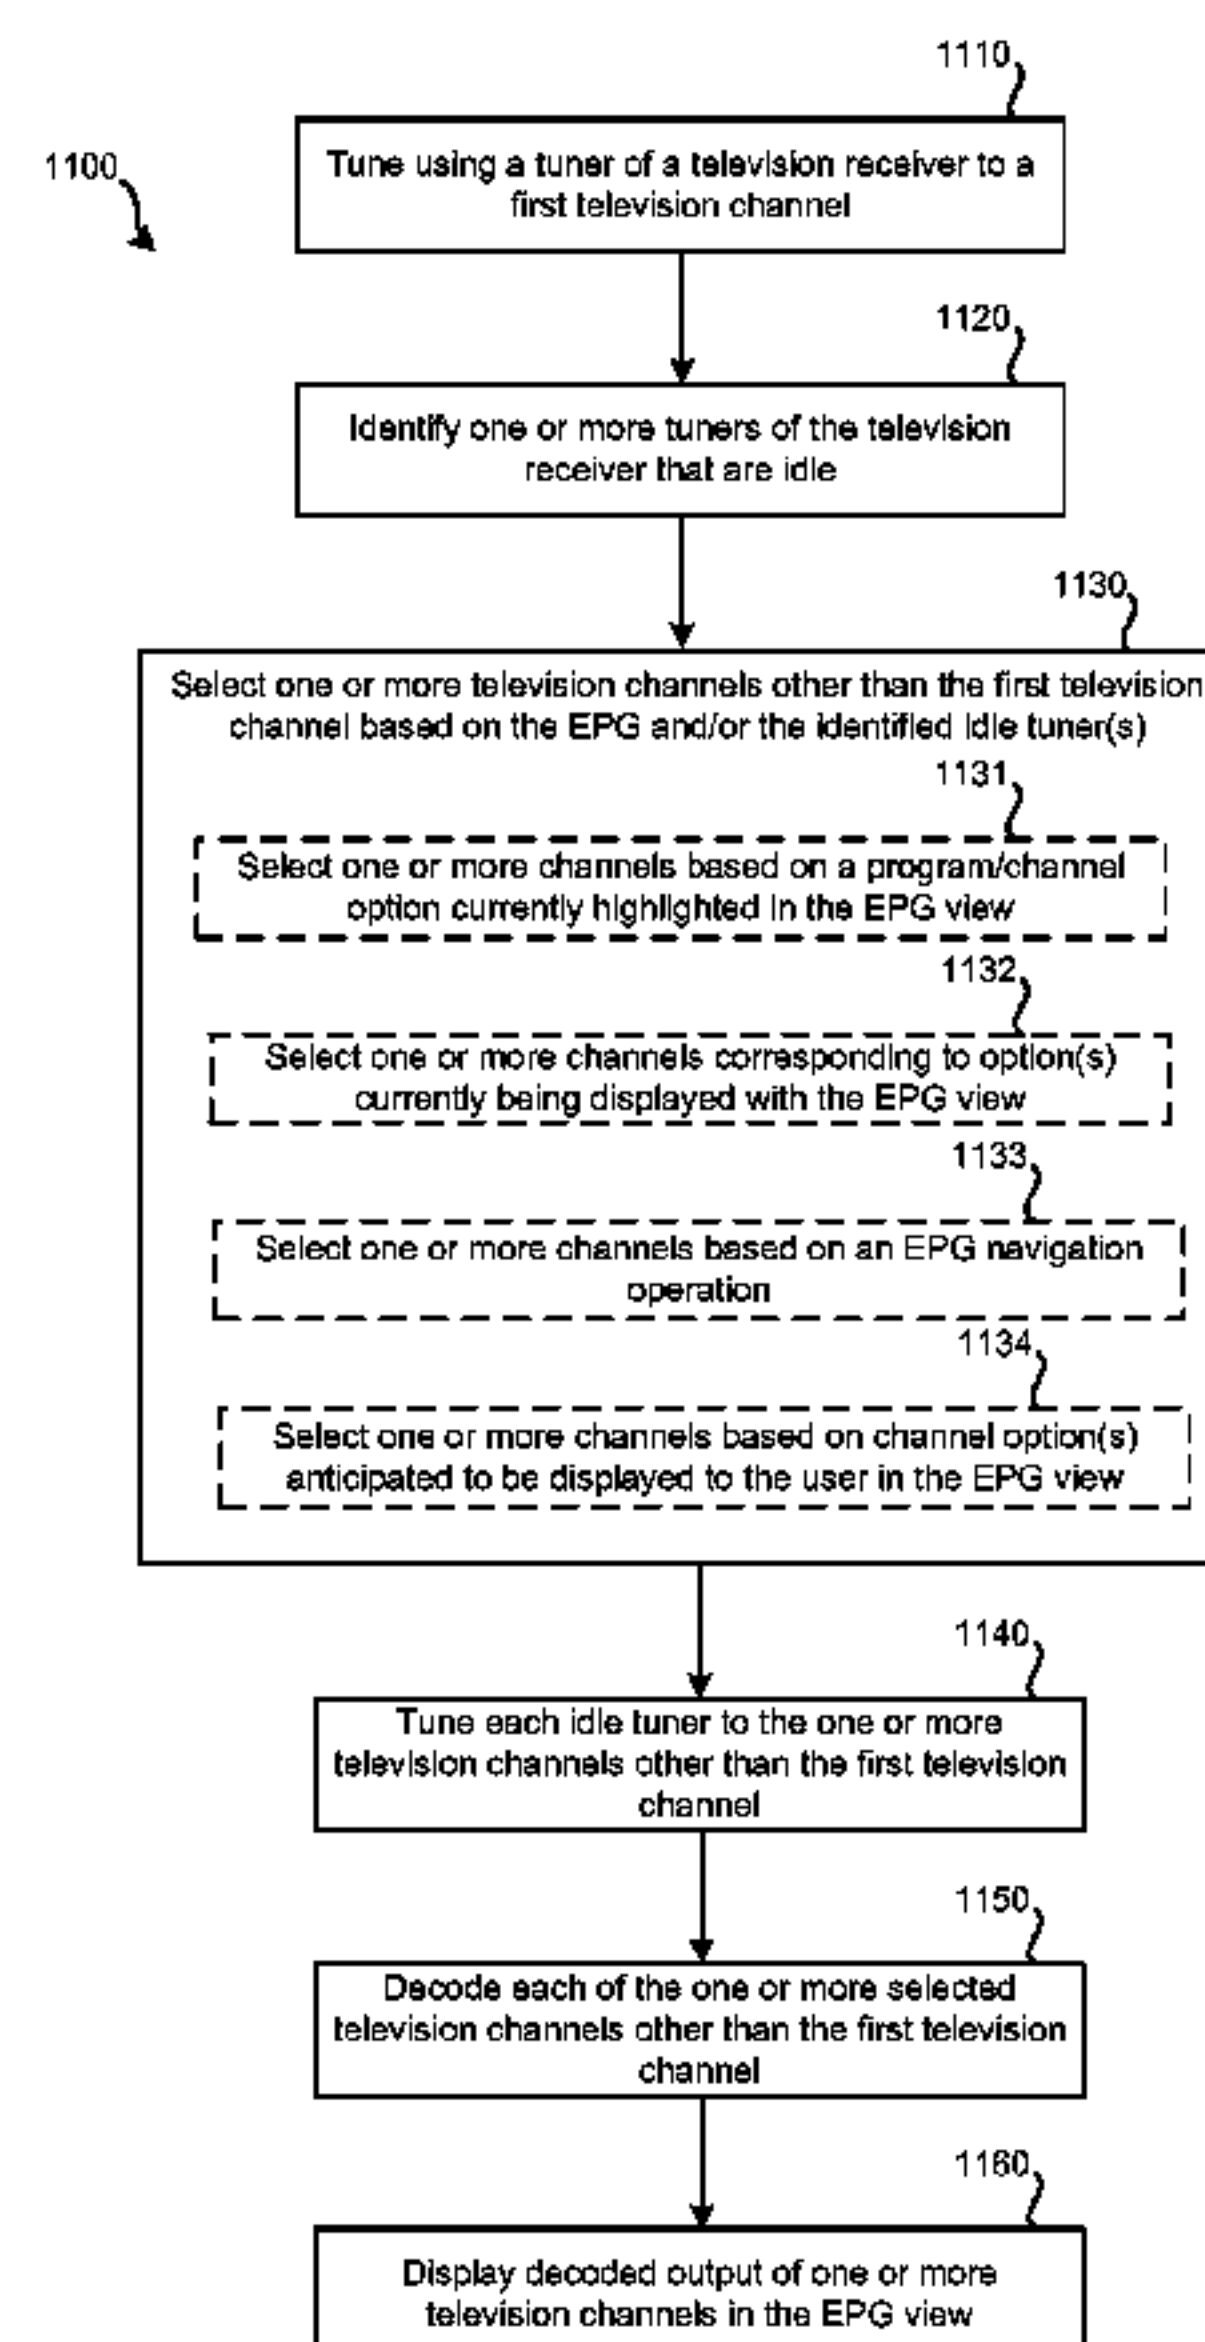 1110
1100
Tune using a tuner of a television receiver to a
first television channel
1120
Identify one or more tuners of the television
receiver that are idle
1130
Select one or more television channels other than the first television
channel based on the EPG and/or the identified idle tuner(s)
1131
Select one or more channels based on a program/channel
option currently highlighted in the EPG view
1132
Select one or more channels corresponding to option(s)
currently being displayed with the EPG view
1133
Select one or more channels based on an EPG navigation
operation
1134
Select one or more channels based on channel option(s)
anticipated to be displayed to the user in the EPG view
1140
Tune each idle tuner to the one or more
television channels other than the first television
channel
1150
Decode each of the one or more selected
television channels other than the first television
channel
1160
Display decoded output of one or more
television channels in the EPG view